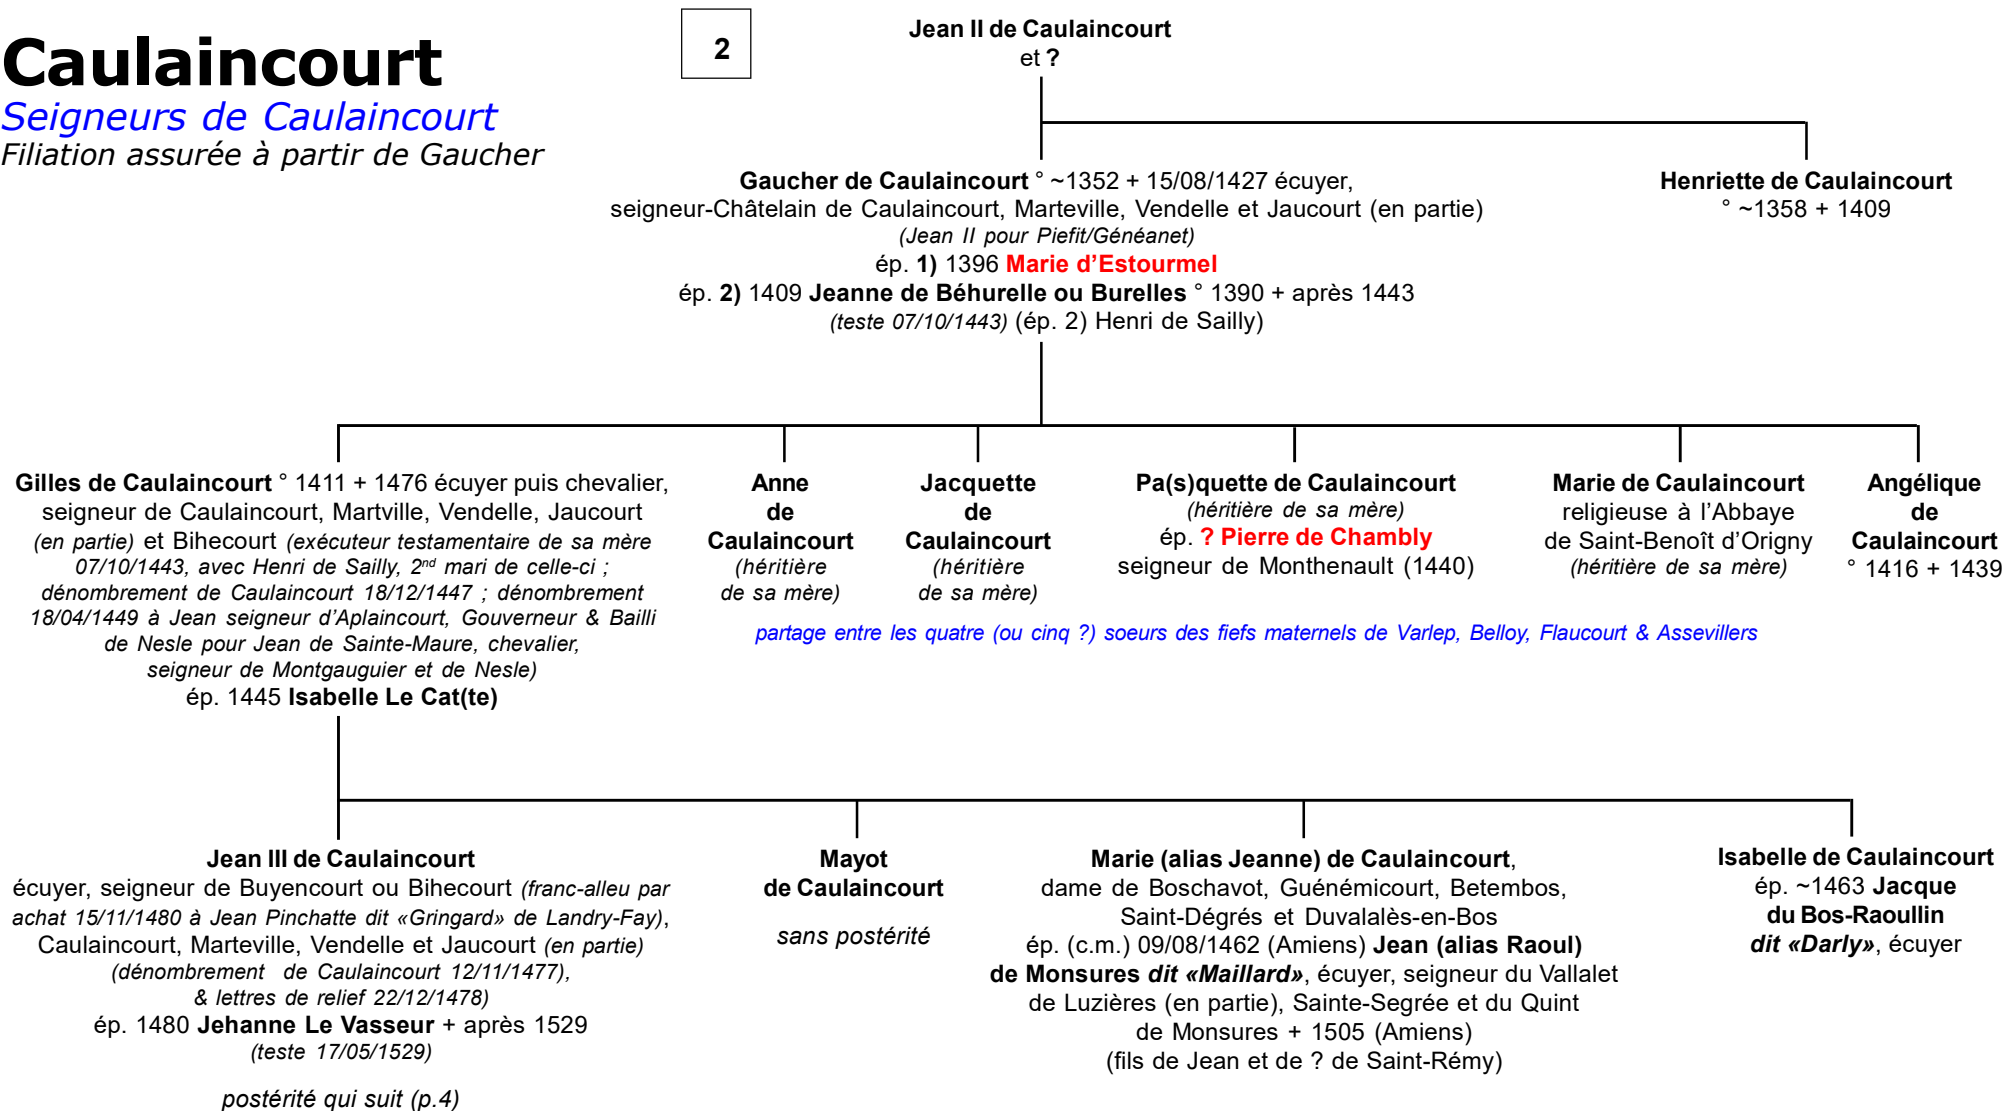 Caulaincourt
Seigneurs de Caulaincourt
Filiation assurée à partir de Gaucher
2
Jean II de Caulaincourt
et ?
Gaucher de Caulaincourt ° ~1352 + 15/08/1427 écuyer,
seigneur-Châtelain de Caulaincourt, Marteville, Vendelle et Jaucourt (en partie)
(Jean II pour Piefit/Généanet)
ép. 1) 1396 Marie d'Estourmel
ép. 2) 1409 Jeanne de Béhurelle ou Burelles ° 1390 + après 1443
(teste 07/10/1443) (ép. 2) Henri de Sailly)
Henriette de Caulaincourt
° ~1358 + 1409
Gilles de Caulaincourt ° 1411 + 1476 écuyer puis chevalier,
seigneur de Caulaincourt, Martville, Vendelle, Jaucourt
(en partie) et Bihecourt (exécuteur testamentaire de sa mère
07/10/1443, avec Henri de Sailly, 2nd mari de celle-ci ;
dénombrement de Caulaincourt 18/12/1447 ; dénombrement
18/04/1449 à Jean seigneur d'Aplaincourt, Gouverneur & Bailli
de Nesle pour Jean de Sainte-Maure, chevalier,
seigneur de Montgauguier et de Nesle)
ép. 1445 Isabelle Le Cat(te)
Anne
de
Caulaincourt
(héritière
de sa mère)
Jacquette
de
Caulaincourt
(héritière
de sa mère)
Pa(s)quette de Caulaincourt
(héritière de sa mère)
ép. ? Pierre de Chambly
seigneur de Monthenault (1440)
Marie de Caulaincourt
religieuse à l'Abbaye
de Saint-Benoît d'Origny
(héritière de sa mère)
Angélique
de
Caulaincourt
° 1416 + 1439
partage entre les quatre (ou cinq ?) soeurs des fiefs maternels de Varlep, Belloy, Flaucourt & Assevillers
Jean III de Caulaincourt
écuyer, seigneur de Buyencourt ou Bihecourt (franc-alleu par
achat 15/11/1480 à Jean Pinchatte dit «Gringard» de Landry-Fay),
Caulaincourt, Marteville, Vendelle et Jaucourt (en partie)
(dénombrement de Caulaincourt 12/11/1477),
& lettres de relief 22/12/1478)
ép. 1480 Jehanne Le Vasseur + après 1529
(teste 17/05/1529)
postérité qui suit (p.4)
Mayot
de Caulaincourt
sans postérité
Marie (alias Jeanne) de Caulaincourt,
dame de Boschavot, Guénémicourt, Betembos,
Saint-Dégrés et Duvalalès-en-Bos
ép. (c.m.) 09/08/1462 (Amiens) Jean (alias Raoul)
de Monsures dit «Maillard», écuyer, seigneur du Vallalet
de Luzières (en partie), Sainte-Segrée et du Quint
de Monsures + 1505 (Amiens)
(fils de Jean et de ? de Saint-Rémy)
Isabelle de Caulaincourt
ép. ~1463 Jacque
du Bos-Raoullin
dit «Darly», écuyer